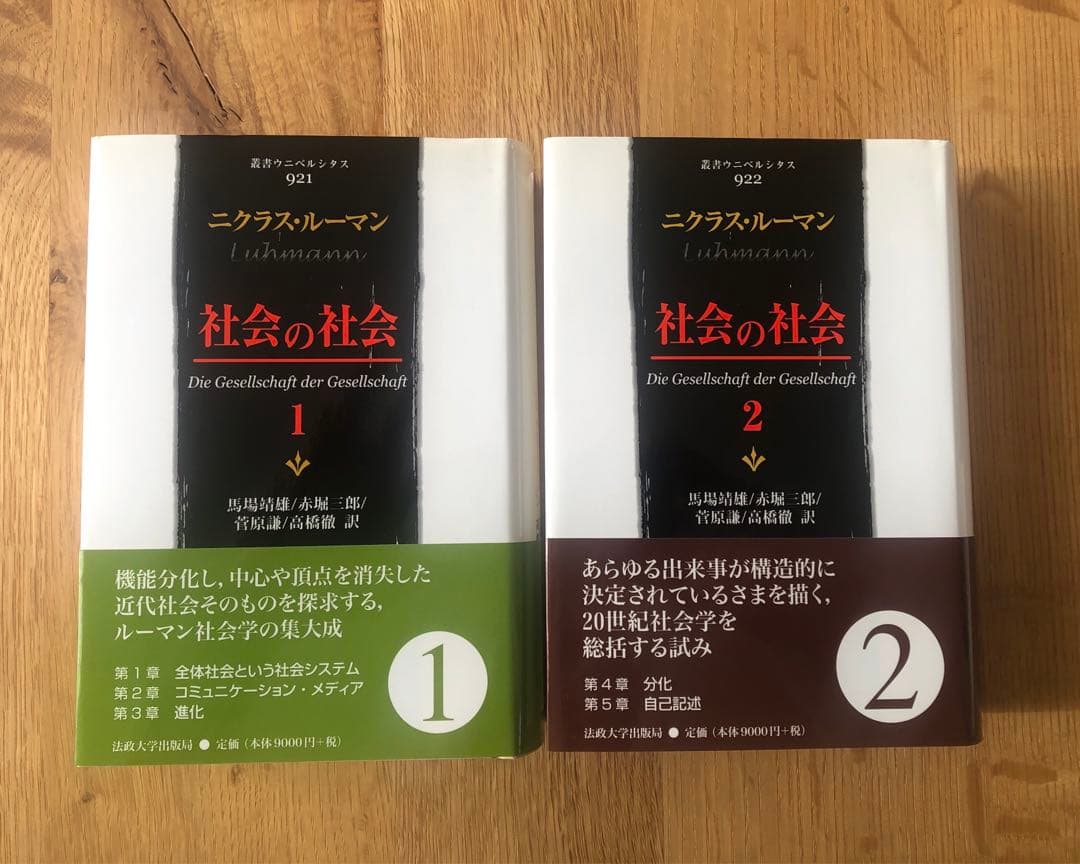 叢書ウニベルシタス
921
ニクラス・ルーマン
Luhmann
社会の社会
Die Gesellschaft der Gesellschaft
1
馬場靖雄/赤堀三郎/
菅原謙/高橋徹 訳
機能分化し,中心や頂点を消失した
近代社会そのものを探求する,
ルーマン社会学の集大成
第1章 全体社会という社会システム
第2章 コミュニケーション・メディア
第3章 進化
1
法政大学出版局 ● 定価(本体9000円+税)
叢書ウニベルシタス
922
ニクラス・ルーマン
Luhmann
社会の社会
Die Gesellschaft der Gesellschaft
2
馬場靖雄/赤堀三郎/
菅原謙/高橋徹 訳
あらゆる出来事が構造的に
決定されているさまを描く,
20世紀社会学を
総括する試み
第4章 分化
第5章 自己記述
2
法政大学出版局 ● 定価(本体9000円+税)